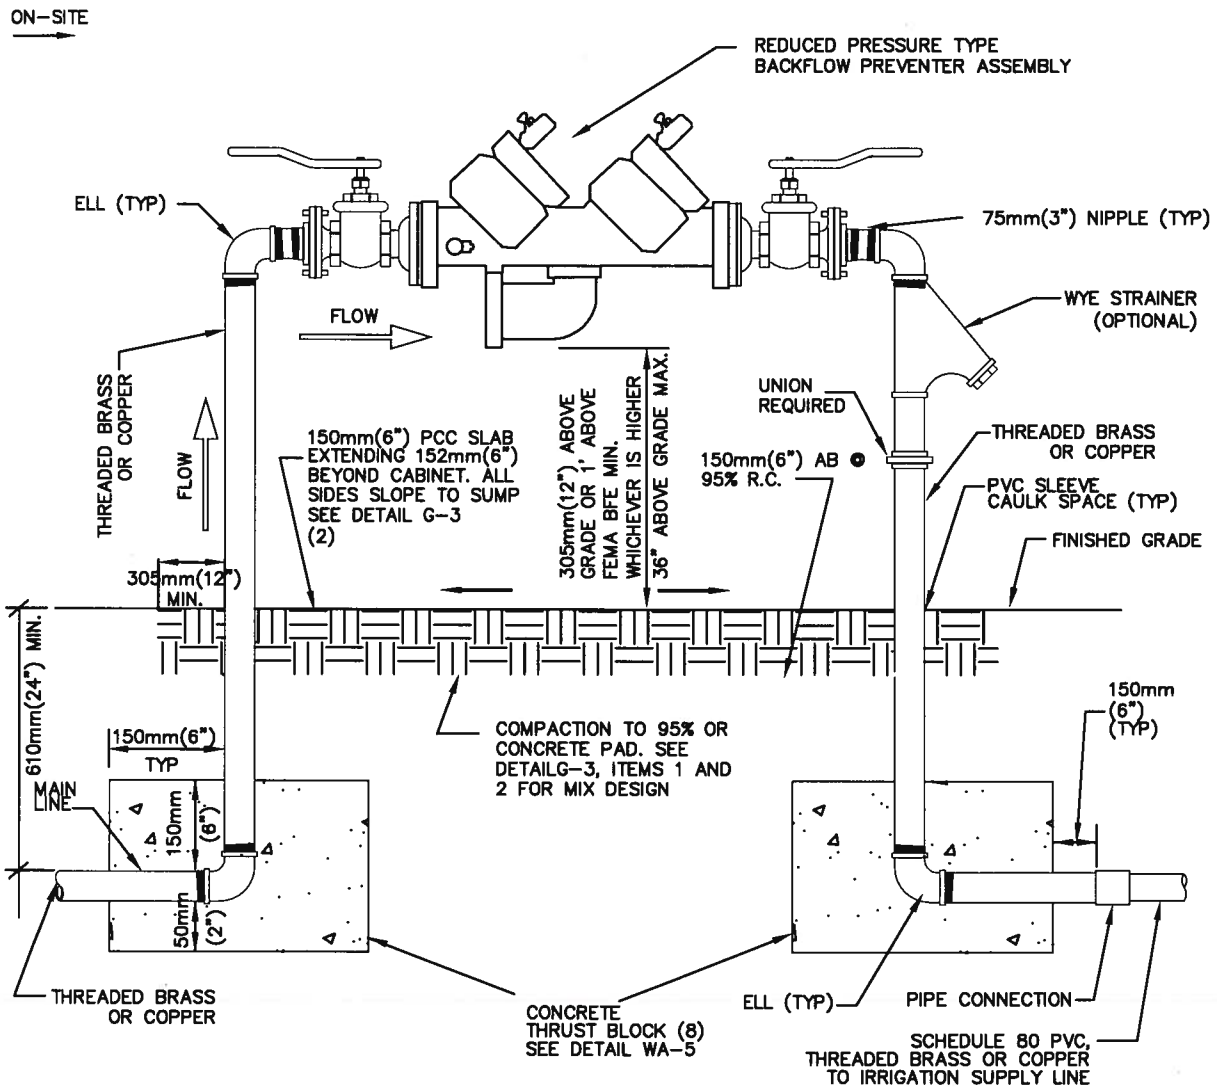 ON-SITE
REDUCED PRESSURE TYPE
BACKFLOW PREVENTER ASSEMBLY
ELL (TYP)
75mm(3") NIPPLE (TYP)
FLOW
WYE STRAINER
(OPTIONAL)
THREADED BRASS
OR COPPER
FLOW
UNION
REQUIRED
150mm(6") PCC SLAB
EXTENDING 152mm(6")
BEYOND CABINET. ALL
SIDES SLOPE TO SUMP
SEE DETAIL G-3
(2)
305mm(12") ABOVE
GRADE OR 1' ABOVE
FEMA BFE MIN.
WHICHEVER IS HIGHER
36" ABOVE GRADE MAX.
150mm(6") AB @
95% R.C.
THREADED BRASS
OR COPPER
PVC SLEEVE
CAULK SPACE (TYP)
FINISHED GRADE
305mm(12")
MIN.
610mm(24") MIN.
150mm(6")
TYP
COMPACTION TO 95% OR
CONCRETE PAD. SEE
DETAILG-3, ITEMS 1 AND
2 FOR MIX DESIGN
150mm
(6")
(TYP)
MAIN
LINE
150mm
(6")
50mm
(2")
THREADED BRASS
OR COPPER
CONCRETE
THRUST BLOCK (8)
SEE DETAIL WA-5
ELL (TYP)
PIPE CONNECTION
SCHEDULE 80 PVC,
THREADED BRASS OR COPPER
TO IRRIGATION SUPPLY LINE